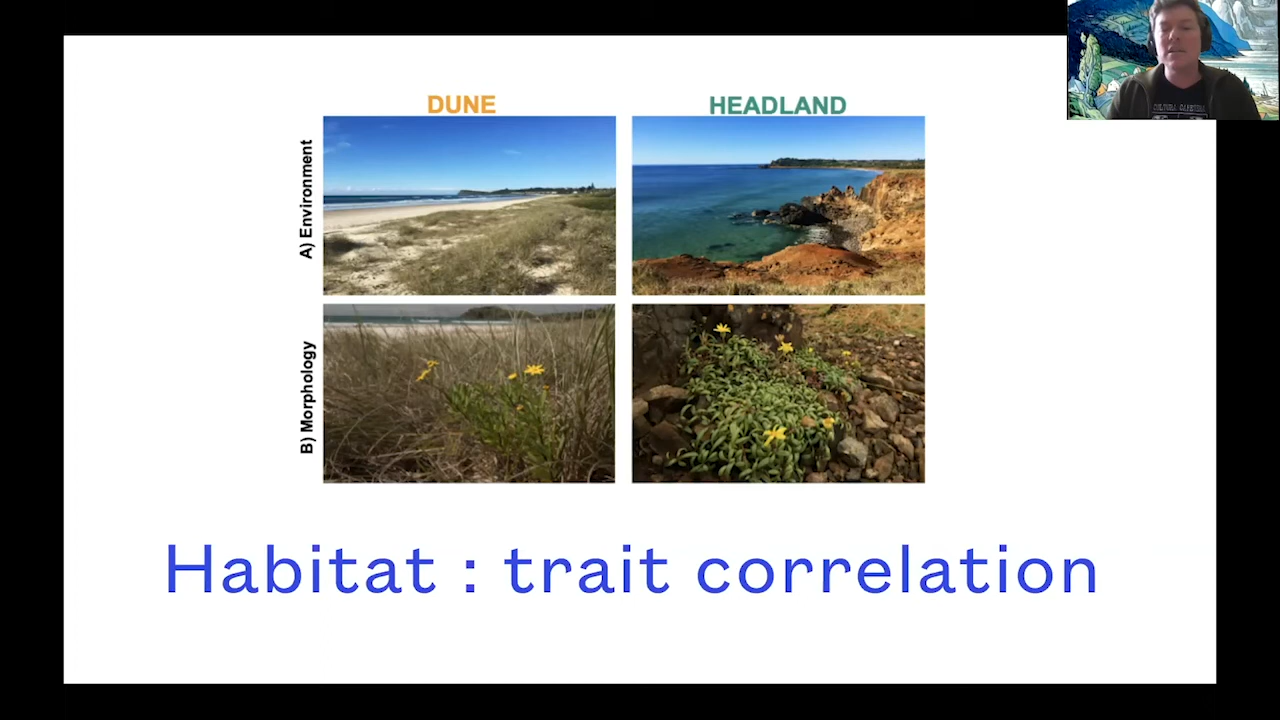 DUNE
HEADLAND
A) Environment
B) Morphology
Habitat : trait correlation